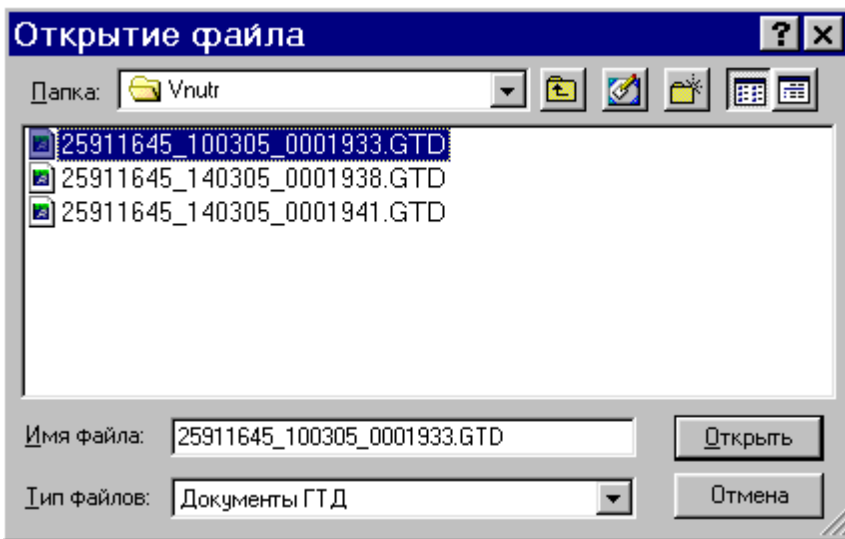 Открытие файла
Папка: Vnutr
25911645_100305_0001933.GTD
25911645_140305_0001938.GTD
25911645_140305_0001941.GTD
Имя файла: 25911645_100305_0001933.GTD Открыть
Тип файлов: Документы ГТД Отмена